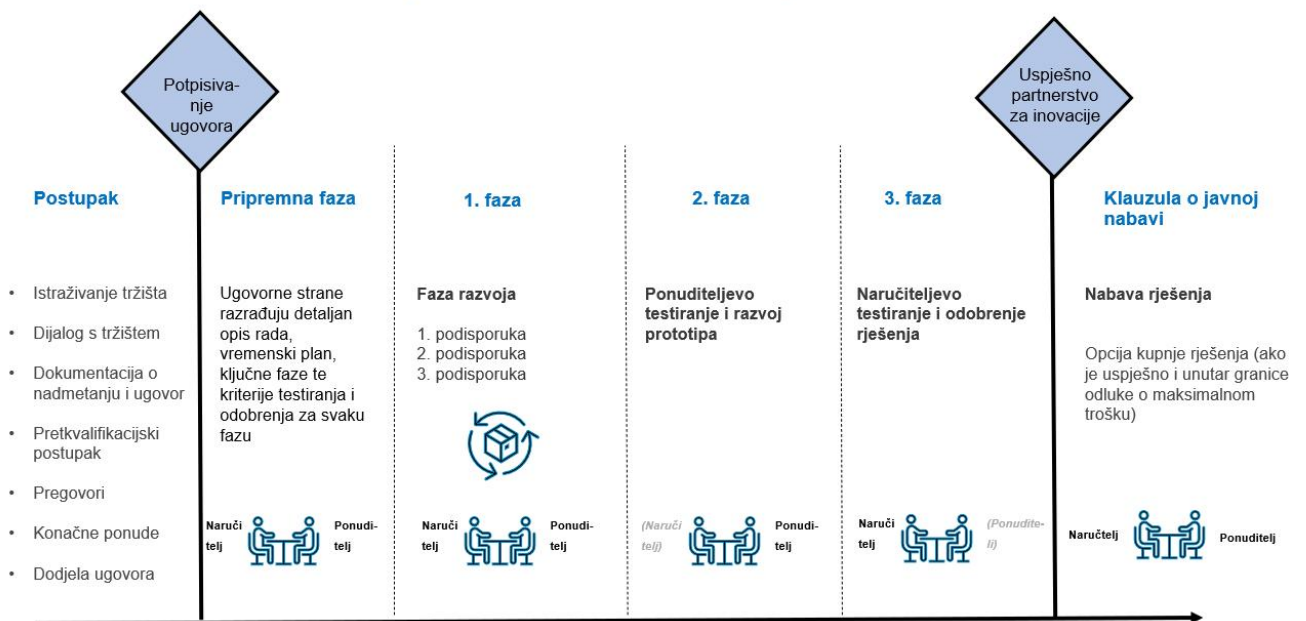 Potpisiva-
nje
ugovora
Uspješno
partnerstvo
za inovacije
Postupak
• Istraživanje tržišta
• Dijalog s tržištem
• Dokumentacija o
nadmetanju i ugovor
• Pretkvalifikacijski
postupak
• Pregovori
• Konačne ponude
• Dodjela ugovora
Pripremna faza
Ugovorne strane
razrađuju detaljan
opis rada,
vremenski plan,
ključne faze te
kriterije testiranja i
odobrenja za svaku
fazu
Naruči
telj
Ponudi-
telj
1. faza
Faza razvoja
1. podisporuka
2. podisporuka
3. podisporuka
Naruči
telj
Ponudi-
telj
2. faza
Ponuditeljevo
testiranje i razvoj
prototipa
(Naruči
telj)
Ponudi-
telj
3. faza
Naručiteljevo
testiranje i odobrenje
rješenja
Naruči
telj
(Ponudite-
lj)
Klauzula o javnoj
nabavi
Nabava rješenja
Opcija kupnje rješenja (ako
je uspješno i unutar granice
odluke o maksimalnom
trošku)
Naručtelj
Ponuditelj